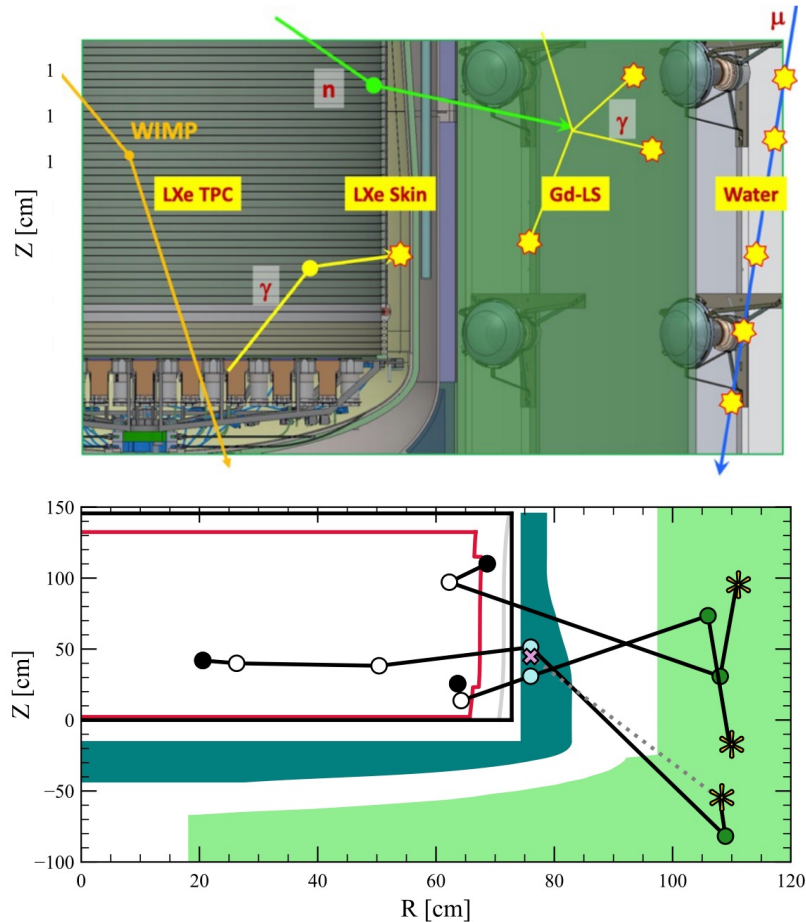 μ
1
n
γ
1
WIMP
1
LXe TPC
LXe Skin
Gd-LS
Water
Z [cm]
γ
150
100
50
0
−50
−100
Z [cm]
0
20
40
60
80
100
120
R [cm]